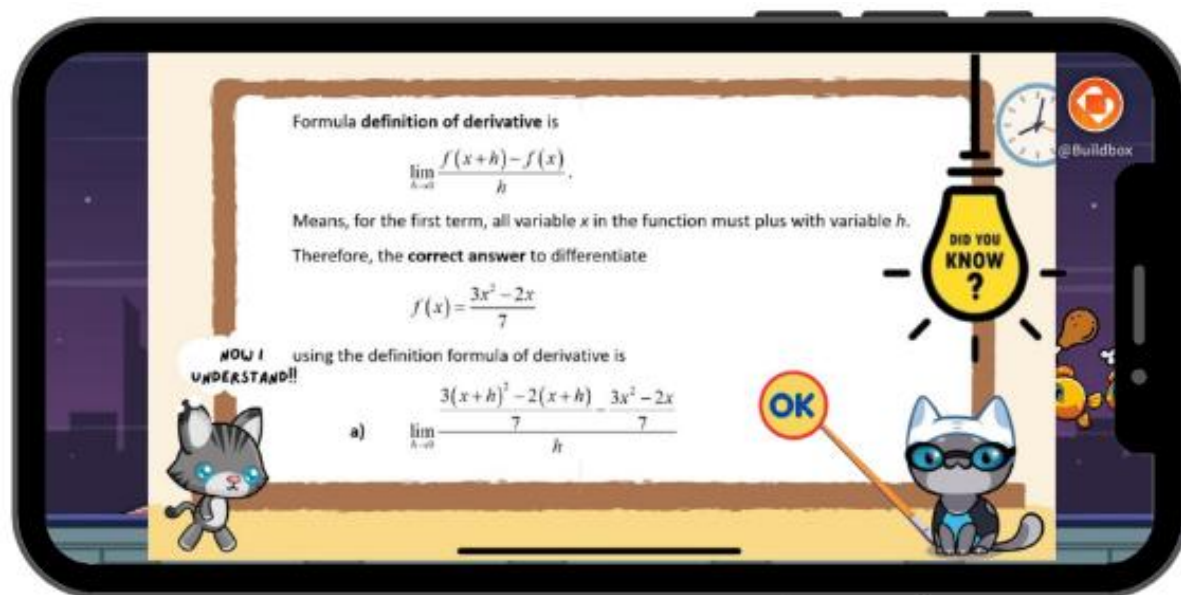 Formula definition of derivative is
lim h→0 f(x+h) − f(x) / h .
Means, for the first term, all variable x in the function must plus with variable h.
Therefore, the correct answer to differentiate
f(x) = 3x² − 2x / 7
using the definition formula of derivative is
a) lim h→0 3(x+h)² − 2(x+h) / 7 − 3x² − 2x / 7 / h
NOW I
UNDERSTAND!!
DID YOU
KNOW
?
OK
@Buildbox